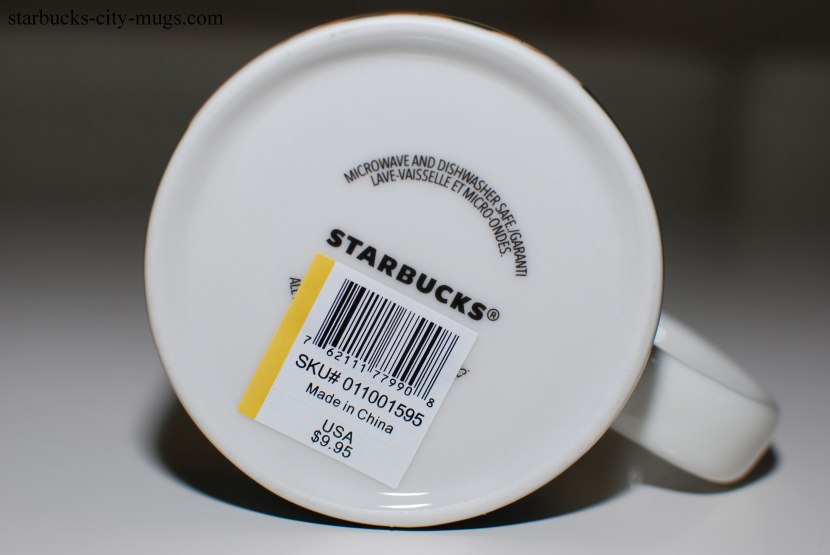 starbucks-city-mugs.com
MICROWAVE AND DISHWASHER SAFE./GARANTI
LAVE-VAISSELLE ET MICRO-ONDES.
STARBUCKS®
7 62111 77990 8
SKU# 011001595
Made in China
USA
$9.95